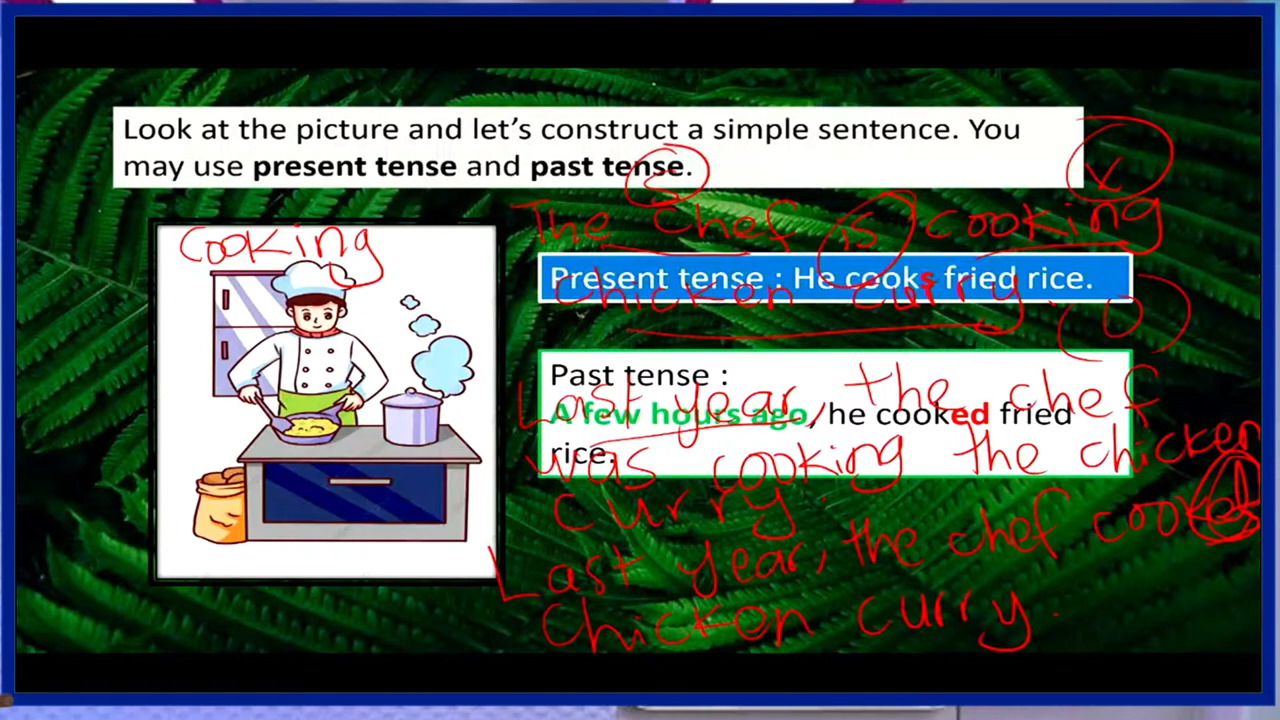 Look at the picture and let's construct a simple sentence. You
may use present tense and past tense.
S
V
The chef is cooking
cooking
Present tense : He cooks fried rice.
chicken curry.
(O)
Past tense :
Last year, the chef
A few hours ago, he cooked fried
rice.
was cooking the chicken
curry.
Last year, the chef cooked
chicken curry.